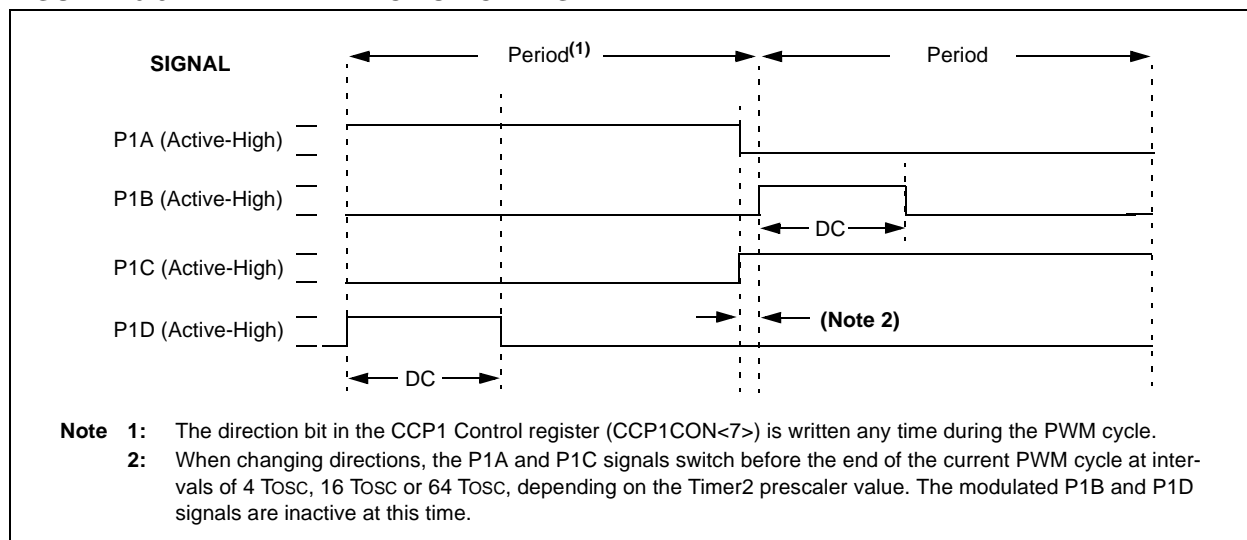 SIGNAL
Period(1)
Period
P1A (Active-High)
P1B (Active-High)
DC
P1C (Active-High)
P1D (Active-High)
(Note 2)
DC
Note 1: The direction bit in the CCP1 Control register (CCP1CON<7>) is written any time during the PWM cycle.
2: When changing directions, the P1A and P1C signals switch before the end of the current PWM cycle at inter-
vals of 4 TOSC, 16 TOSC or 64 TOSC, depending on the Timer2 prescaler value. The modulated P1B and P1D
signals are inactive at this time.